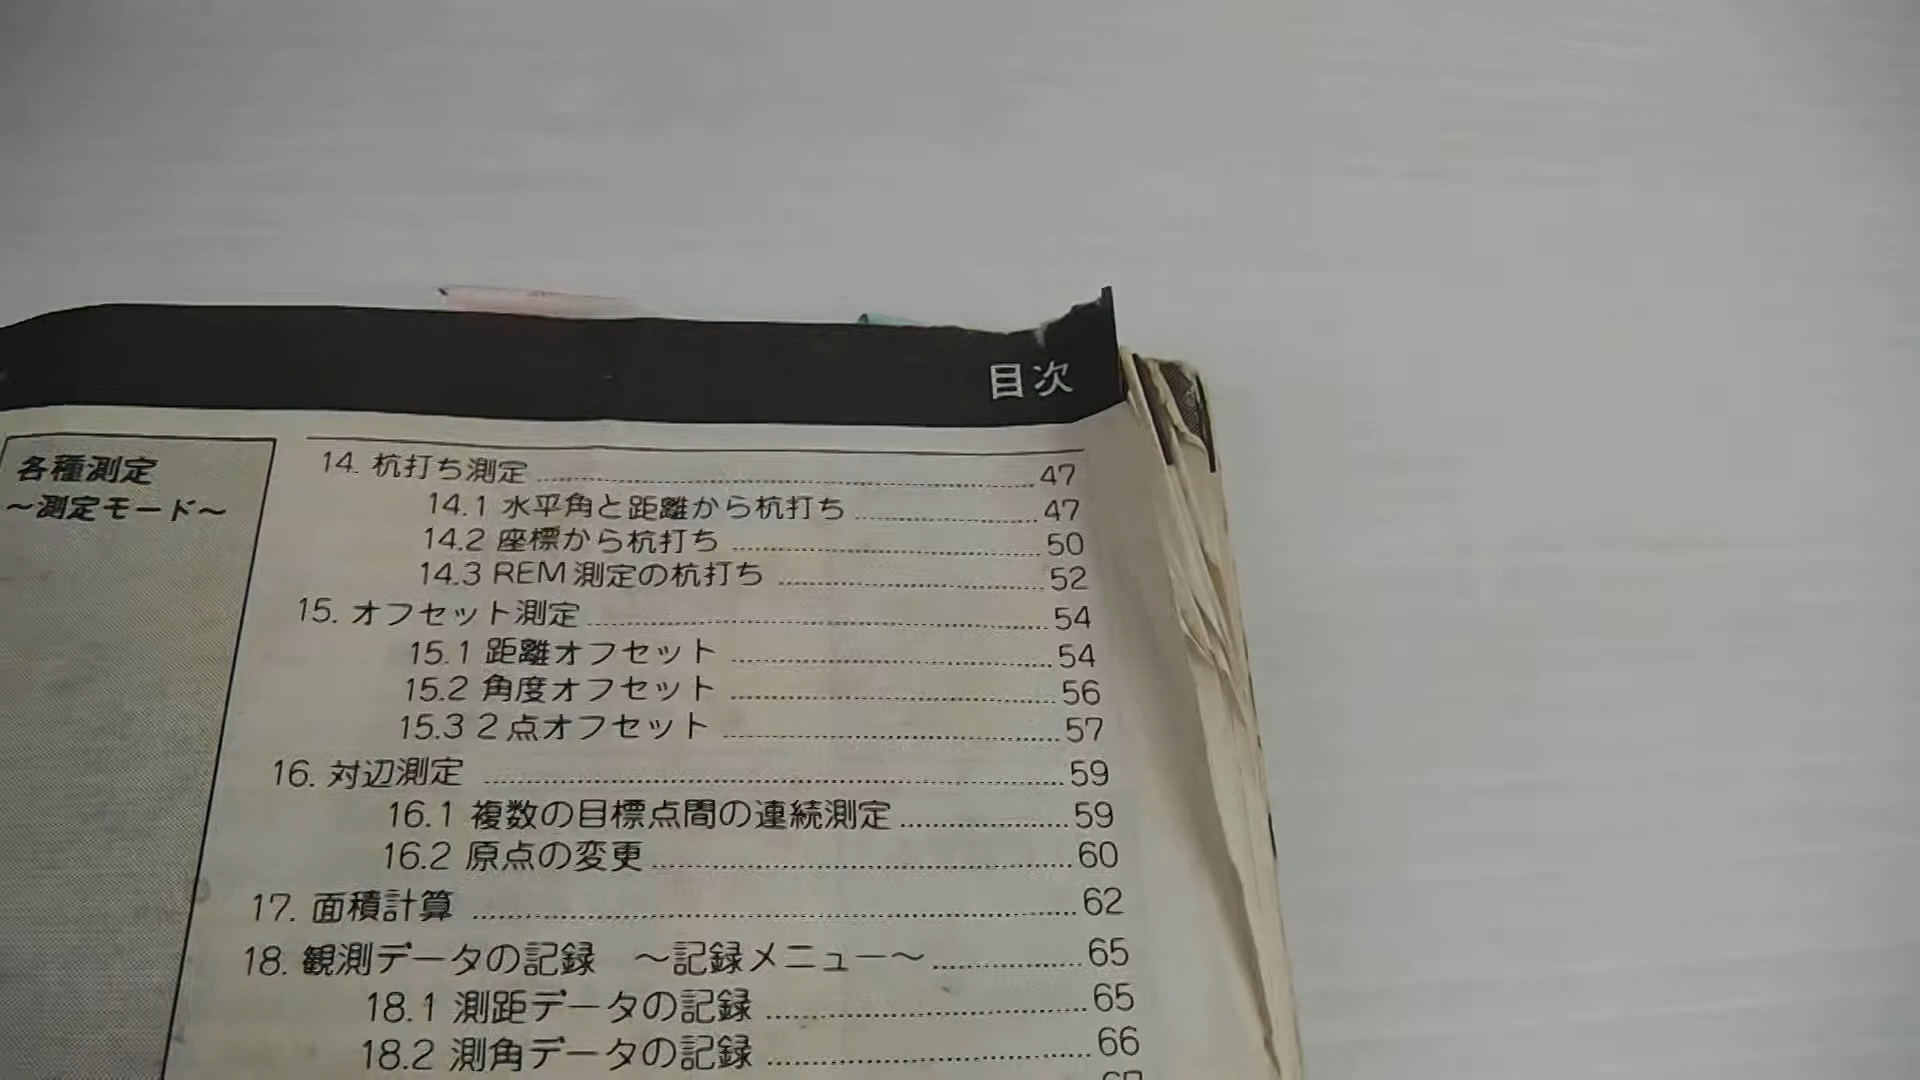 目次
各種測定
～測定モード～
14. 杭打ち測定 47
14.1 水平角と距離から杭打ち 47
14.2 座標から杭打ち 50
14.3 REM測定の杭打ち 52
15. オフセット測定 54
15.1 距離オフセット 54
15.2 角度オフセット 56
15.3 2点オフセット 57
16. 対辺測定 59
16.1 複数の目標点間の連続測定 59
16.2 原点の変更 60
17. 面積計算 62
18. 観測データの記録 ～記録メニュー～ 65
18.1 測距データの記録 65
18.2 測角データの記録 66